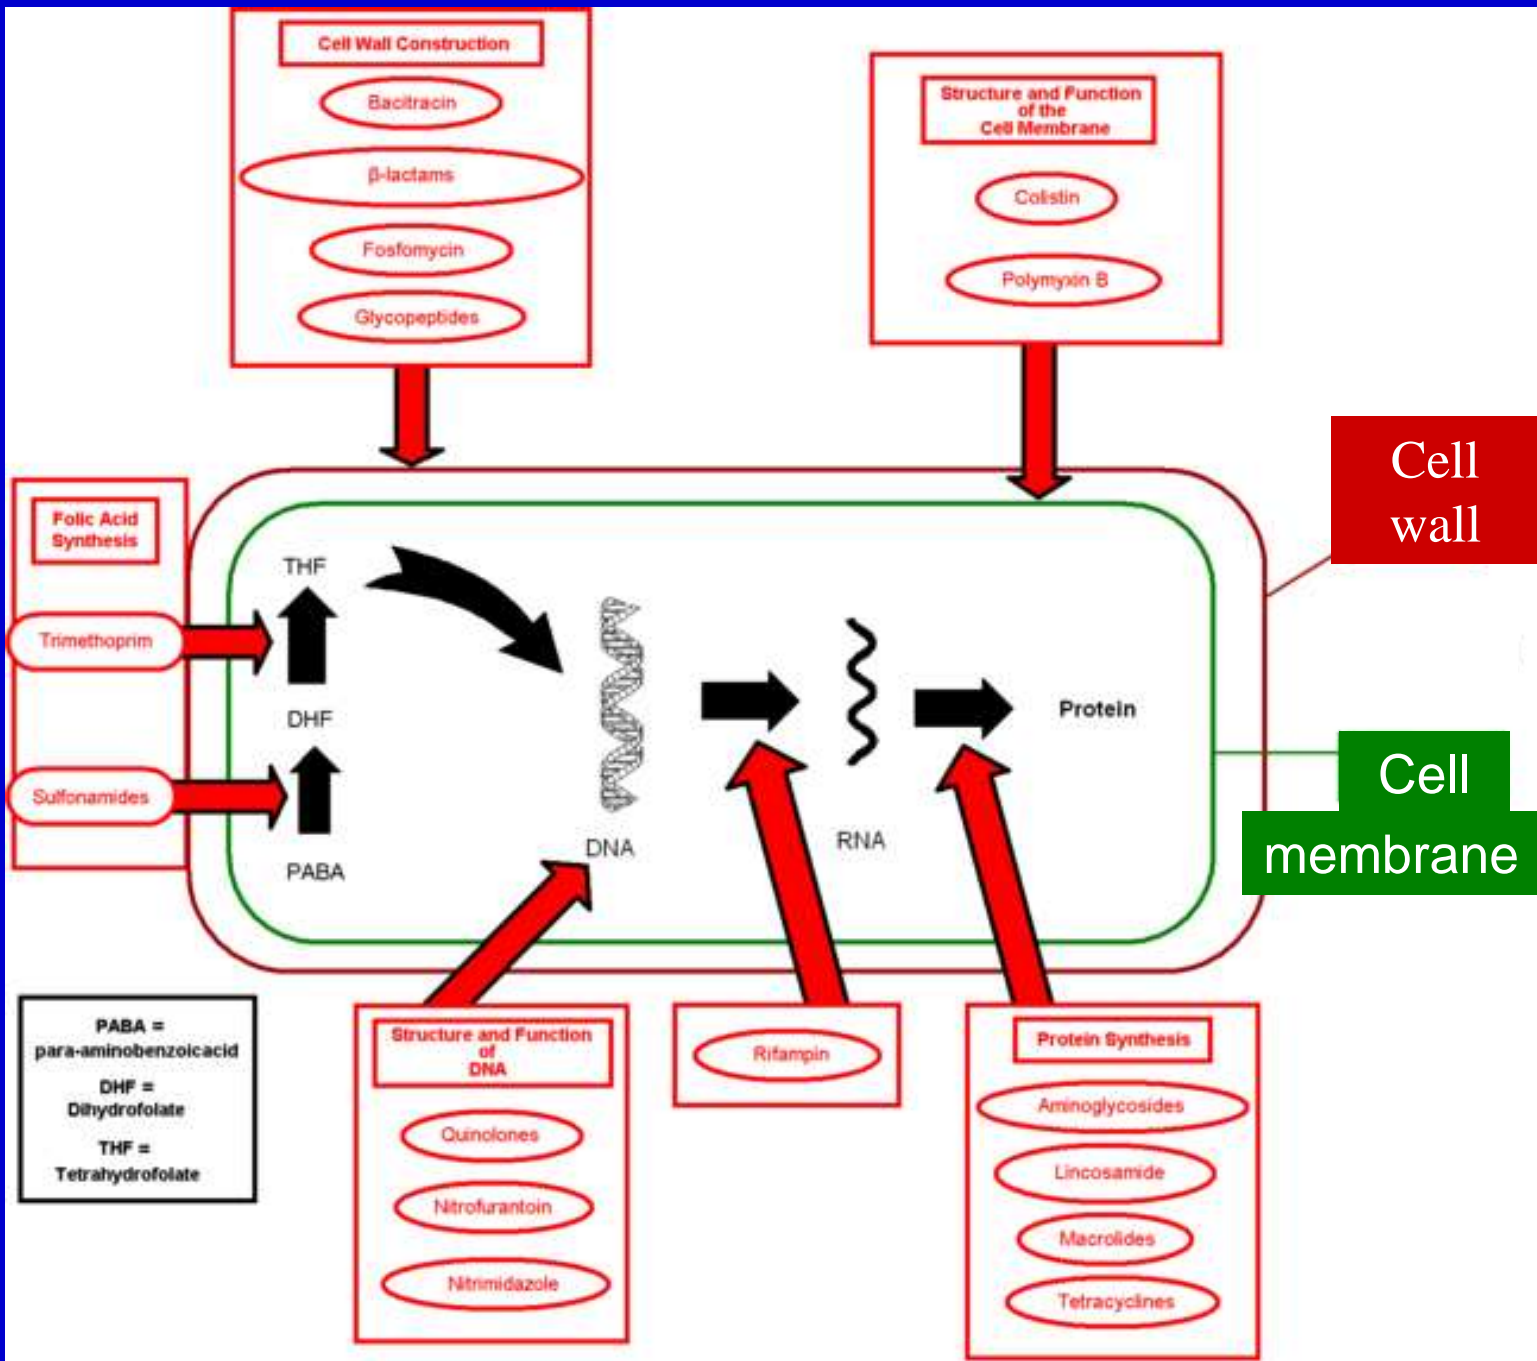 Cell Wall Construction
Bacitracin
β-lactams
Fosfomycin
Glycopeptides
Structure and Function
of the
Cell Membrane
Colistin
Polymyxin B
Cell
wall
Folic Acid
Synthesis
Trimethoprim
Sulfonamides
THF
DHF
PABA
DNA
RNA
Protein
Cell
membrane
PABA =
para-aminobenzoicacid
DHF =
Dihydrofolate
THF =
Tetrahydrofolate
Structure and Function
of
DNA
Quinolones
Nitrofurantoin
Nitrimidazole
Rifampin
Protein Synthesis
Aminoglycosides
Lincosamide
Macrolides
Tetracyclines